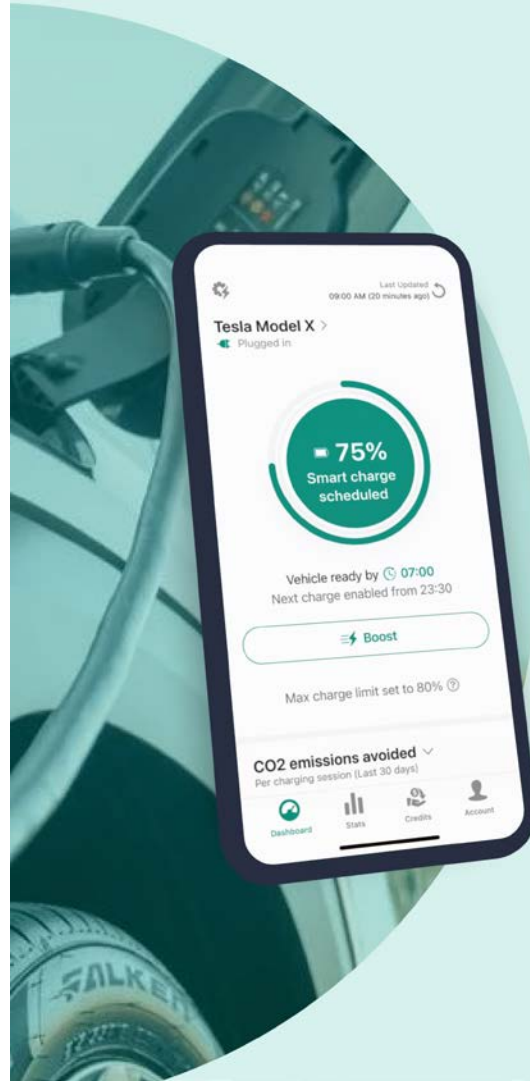 Last Updated
09:00 AM (20 minutes ago)
Tesla Model X >
Plugged in
75%
Smart charge
scheduled
Vehicle ready by 07:00
Next charge enabled from 23:30
Boost
Max charge limit set to 80% ?
CO2 emissions avoided
Per charging session (Last 30 days)
Dashboard
Stats
Credits
Account
FALKEN